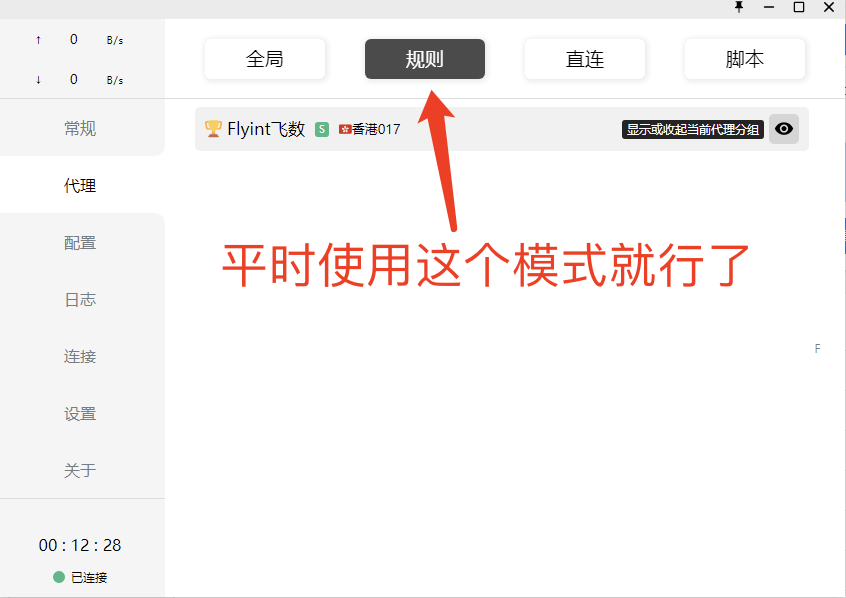 ↑ 0 B/s
↓ 0 B/s
常规
代理
配置
日志
连接
设置
关于
00 : 12 : 28
已连接
全局 规则 直连 脚本
Flyint飞数 S 香港017 显示或收起当前代理分组
平时使用这个模式就行了
F